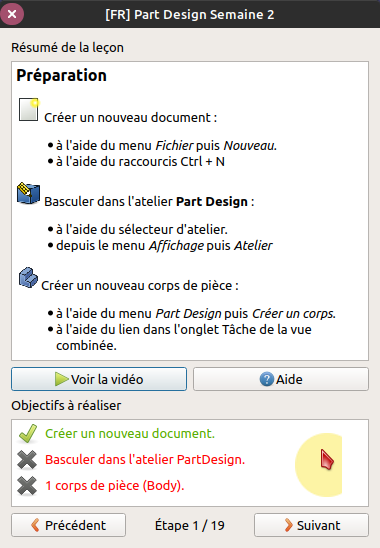 [FR] Part Design Semaine 2
Résumé de la leçon
Préparation
Créer un nouveau document :
• à l'aide du menu Fichier puis Nouveau.
• à l'aide du raccourcis Ctrl + N
Basculer dans l'atelier Part Design :
• à l'aide du sélecteur d'atelier.
• depuis le menu Affichage puis Atelier
Créer un nouveau corps de pièce :
• à l'aide du menu Part Design puis Créer un corps.
• à l'aide du lien dans l'onglet Tâche de la vue
combinée.
Voir la vidéo
Aide
Objectifs à réaliser
Créer un nouveau document.
Basculer dans l'atelier PartDesign.
1 corps de pièce (Body).
Précédent
Étape 1 / 19
Suivant